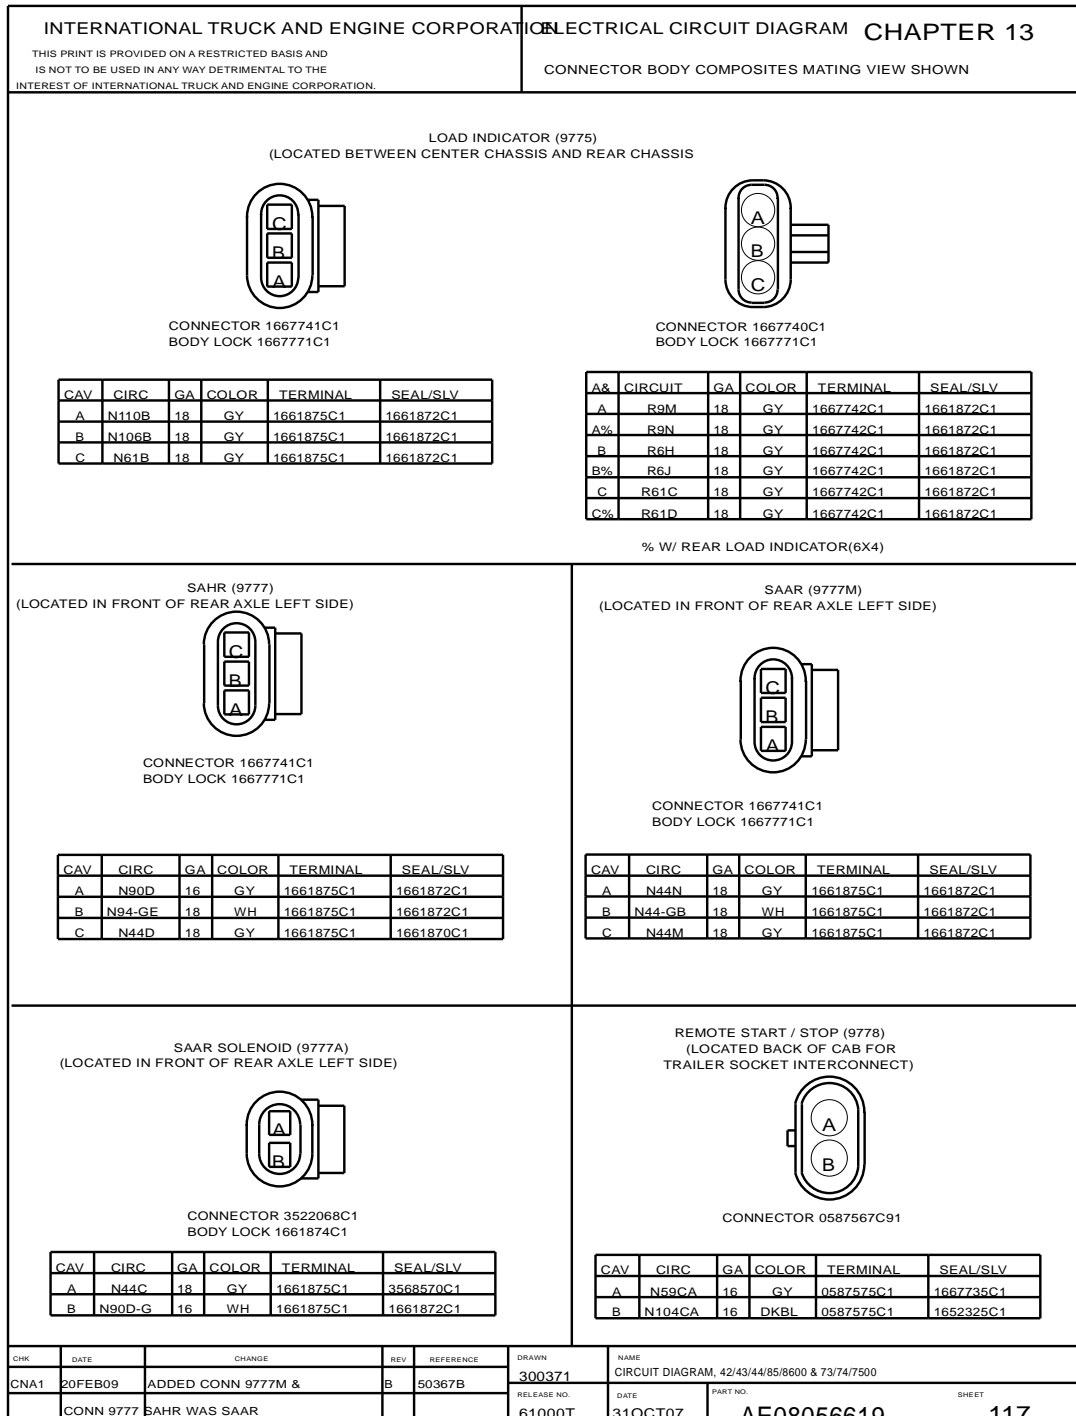 INTERNATIONAL TRUCK AND ENGINE CORPORATION
THIS PRINT IS PROVIDED ON A RESTRICTED BASIS AND
IS NOT TO BE USED IN ANY WAY DETRIMENTAL TO THE
INTEREST OF INTERNATIONAL TRUCK AND ENGINE CORPORATION.
ELECTRICAL CIRCUIT DIAGRAM CHAPTER 13
CONNECTOR BODY COMPOSITES MATING VIEW SHOWN
LOAD INDICATOR (9775)
(LOCATED BETWEEN CENTER CHASSIS AND REAR CHASSIS
C
B
A
CONNECTOR 1667741C1
BODY LOCK 1667771C1
CAV CIRC GA COLOR TERMINAL SEAL/SLV
A N110B 18 GY 1661875C1 1661872C1
B N106B 18 GY 1661875C1 1661872C1
C N61B 18 GY 1661875C1 1661872C1
A
B
C
CONNECTOR 1667740C1
BODY LOCK 1667771C1
A& CIRCUIT GA COLOR TERMINAL SEAL/SLV
A R9M 18 GY 1667742C1 1661872C1
A% R9N 18 GY 1667742C1 1661872C1
B R6H 18 GY 1667742C1 1661872C1
B% R6J 18 GY 1667742C1 1661872C1
C R61C 18 GY 1667742C1 1661872C1
C% R61D 18 GY 1667742C1 1661872C1
% W/ REAR LOAD INDICATOR(6X4)
SAHR (9777)
(LOCATED IN FRONT OF REAR AXLE LEFT SIDE)
C
B
A
CONNECTOR 1667741C1
BODY LOCK 1667771C1
CAV CIRC GA COLOR TERMINAL SEAL/SLV
A N90D 16 GY 1661875C1 1661872C1
B N94-GE 18 WH 1661875C1 1661872C1
C N44D 18 GY 1661875C1 1661870C1
SAAR (9777M)
(LOCATED IN FRONT OF REAR AXLE LEFT SIDE)
C
B
A
CONNECTOR 1667741C1
BODY LOCK 1667771C1
CAV CIRC GA COLOR TERMINAL SEAL/SLV
A N44N 18 GY 1661875C1 1661872C1
B N44-GB 18 WH 1661875C1 1661872C1
C N44M 18 GY 1661875C1 1661872C1
SAAR SOLENOID (9777A)
(LOCATED IN FRONT OF REAR AXLE LEFT SIDE)
A
B
CONNECTOR 3522068C1
BODY LOCK 1661874C1
CAV CIRC GA COLOR TERMINAL SEAL/SLV
A N44C 18 GY 1661875C1 3568570C1
B N90D-G 16 WH 1661875C1 1661872C1
REMOTE START / STOP (9778)
(LOCATED BACK OF CAB FOR
TRAILER SOCKET INTERCONNECT)
A
B
CONNECTOR 0587567C91
CAV CIRC GA COLOR TERMINAL SEAL/SLV
A N59CA 16 GY 0587575C1 1667735C1
B N104CA 16 DKBL 0587575C1 1652325C1
CHK DATE CHANGE REV REFERENCE
CNA1 20FEB09 ADDED CONN 9777M & B 50367B
CONN 9777 SAHR WAS SAAR
DRAWN
300371
NAME
CIRCUIT DIAGRAM, 42/43/44/85/8600 & 73/74/7500
RELEASE NO.
61000T
DATE
31OCT07
PART NO.
AE08056619
SHEET
117